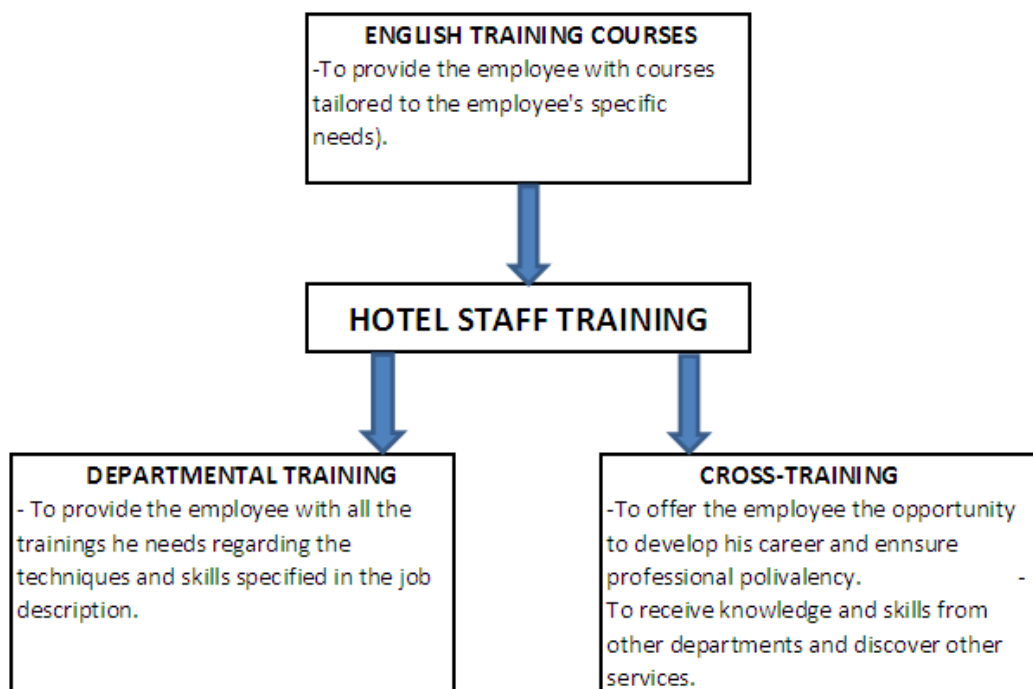 ENGLISH TRAINING COURSES
-To provide the employee with courses
tailored to the employee's specific
needs).
HOTEL STAFF TRAINING
DEPARTMENTAL TRAINING
- To provide the employee with all the
trainings he needs regarding the
techniques and skills specified in the job
description.
CROSS-TRAINING
-To offer the employee the opportunity
to develop his career and ennsure
professional polivalency. -
To receive knowledge and skills from
other departments and discover other
services.